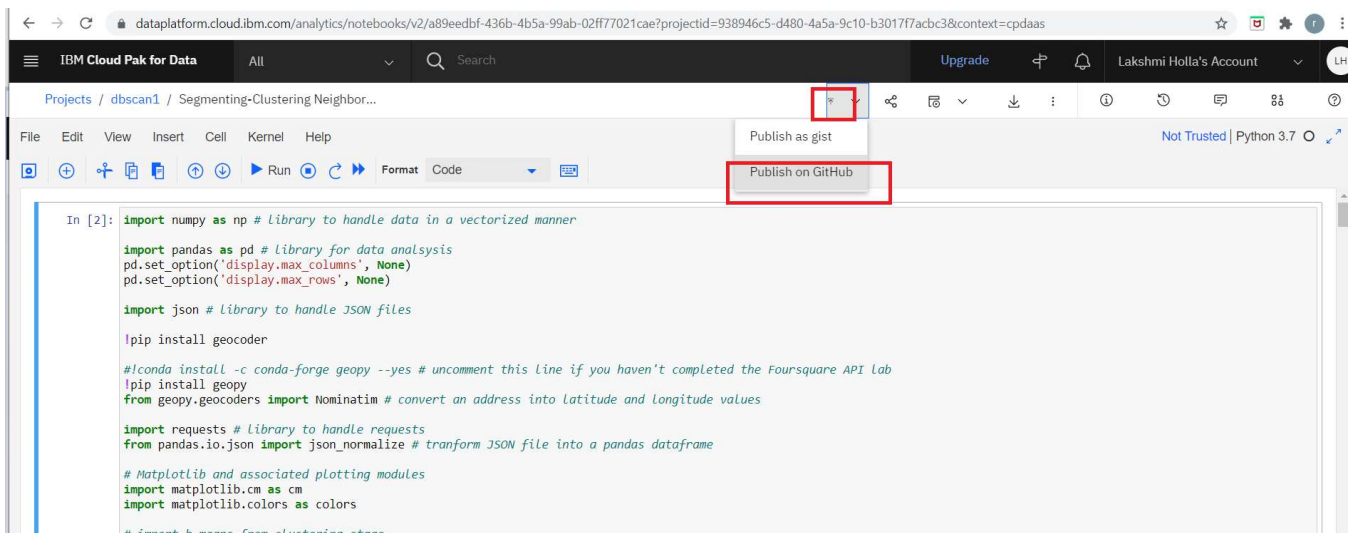 dataplatform.cloud.ibm.com/analytics/notebooks/v2/a89eedbf-436b-4b5a-99ab-02ff77021cae?projectid=938946c5-d480-4a5a-9c10-b3017f7acbc3&context=cpdaas
IBM Cloud Pak for Data All Search Upgrade Lakshmi Holla's Account LH
Projects / dbscan1 / Segmenting-Clustering Neighbor...
File Edit View Insert Cell Kernel Help Publish as gist Not Trusted | Python 3.7
Run Format Code Publish on GitHub
In [2]: import numpy as np # library to handle data in a vectorized manner
import pandas as pd # library for data analsysis
pd.set_option('display.max_columns', None)
pd.set_option('display.max_rows', None)
import json # library to handle JSON files
!pip install geocoder
#!conda install -c conda-forge geopy --yes # uncomment this line if you haven't completed the Foursquare API lab
!pip install geopy
from geopy.geocoders import Nominatim # convert an address into latitude and longitude values
import requests # library to handle requests
from pandas.io.json import json_normalize # tranform JSON file into a pandas dataframe
# Matplotlib and associated plotting modules
import matplotlib.cm as cm
import matplotlib.colors as colors